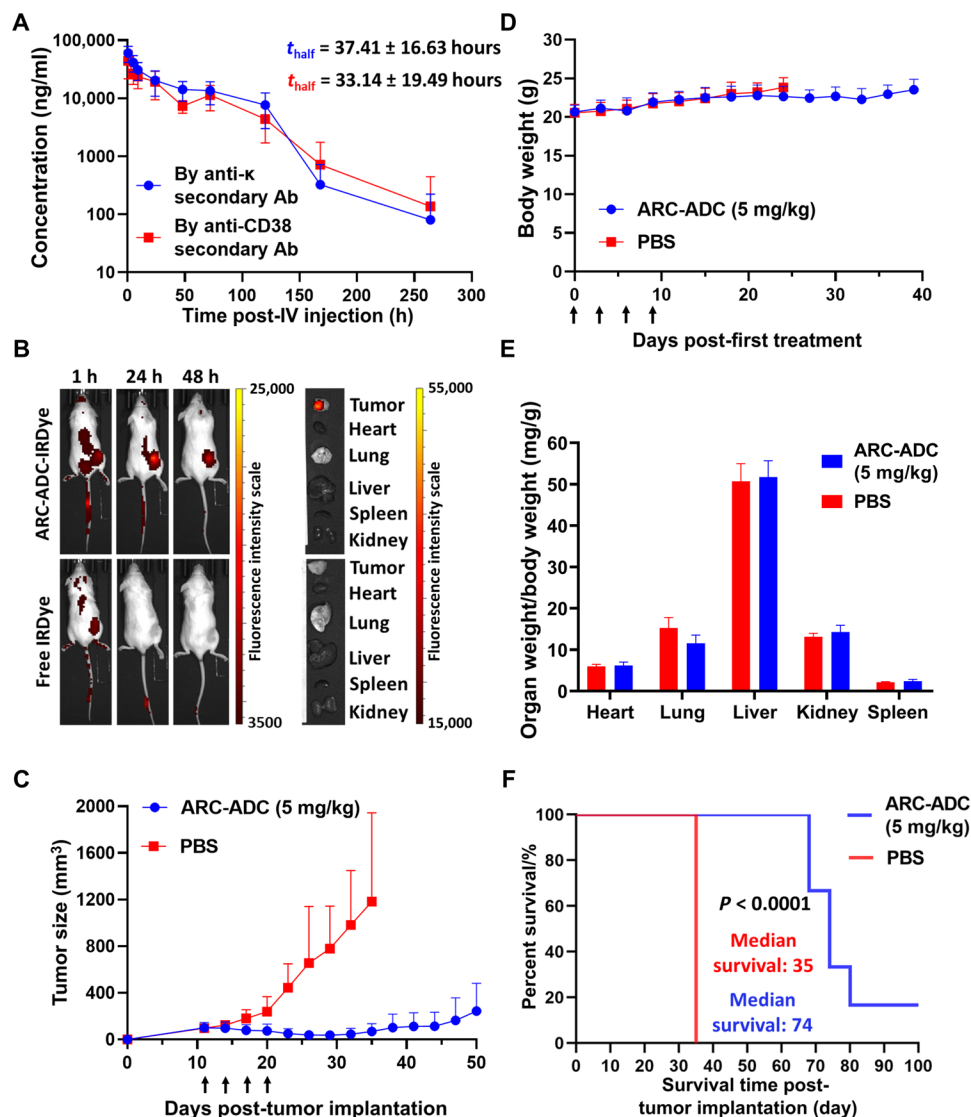 A
100,000
10,000
1000
100
10
Concentration (ng/ml)
thalf = 37.41 ± 16.63 hours
thalf = 33.14 ± 19.49 hours
By anti-κ
secondary Ab
By anti-CD38
secondary Ab
0 50 100 150 200 250 300
Time post-IV injection (h)
D
30
25
20
15
10
5
0
Body weight (g)
ARC-ADC (5 mg/kg)
PBS
0 10 20 30 40
Days post-first treatment
B
1 h 24 h 48 h
ARC-ADC-IRDye
Free IRDye
25,000
Fluorescence intensity scale
3500
Tumor
Heart
Lung
Liver
Spleen
Kidney
Tumor
Heart
Lung
Liver
Spleen
Kidney
55,000
Fluorescence intensity scale
15,000
E
60
50
40
30
20
10
0
Organ weight/body weight (mg/g)
ARC-ADC
(5 mg/kg)
PBS
Heart Lung Liver Kidney Spleen
C
2000
1600
1200
800
400
0
Tumor size (mm³)
ARC-ADC (5 mg/kg)
PBS
0 10 20 30 40 50
Days post-tumor implantation
F
100
80
60
40
20
0
Percent survival/%
ARC-ADC
(5 mg/kg)
PBS
P < 0.0001
Median
survival: 35
Median
survival: 74
0 10 20 30 40 50 60 70 80 90 100
Survival time post-
tumor implantation (day)